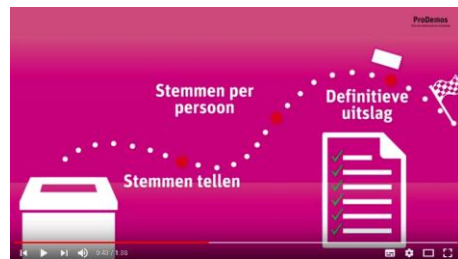 ProDemos
Stemmen per
persoon
Definitieve
uitslag
Stemmen tellen